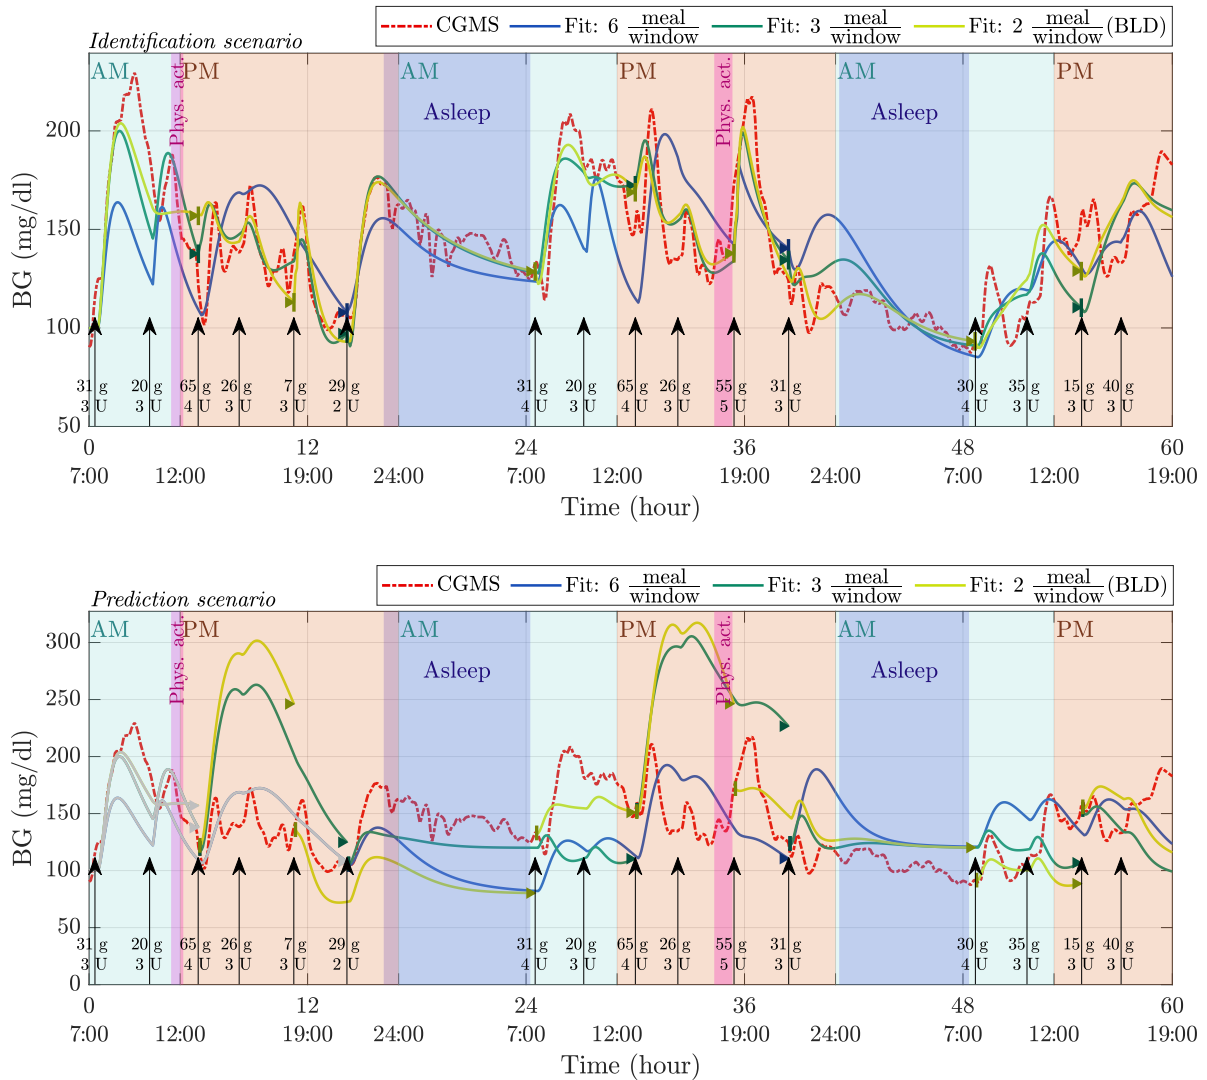 CGMS Fit: 6 meal/window Fit: 3 meal/window Fit: 2 meal/window(BLD)
Identification scenario
AM Phys. act. PM AM PM Phys. act. AM PM
Asleep Asleep
200
150
100
50
BG (mg/dl)
31 g 20 g 65 g 26 g 7 g 29 g 31 g 20 g 65 g 26 g 55 g 31 g 30 g 35 g 15 g 40 g
3 U 3 U 4 U 3 U 3 U 2 U 4 U 3 U 4 U 3 U 5 U 3 U 4 U 3 U 3 U 3 U
0 12 24 36 48 60
7:00 12:00 19:00 24:00 7:00 12:00 19:00 24:00 7:00 12:00 19:00
Time (hour)
CGMS Fit: 6 meal/window Fit: 3 meal/window Fit: 2 meal/window(BLD)
Prediction scenario
AM Phys. act. PM AM PM Phys. act. AM PM
Asleep Asleep
300
250
200
150
100
50
0
BG (mg/dl)
31 g 20 g 65 g 26 g 7 g 29 g 31 g 20 g 65 g 26 g 55 g 31 g 30 g 35 g 15 g 40 g
3 U 3 U 4 U 3 U 3 U 2 U 4 U 3 U 4 U 3 U 5 U 3 U 4 U 3 U 3 U 3 U
0 12 24 36 48 60
7:00 12:00 19:00 24:00 7:00 12:00 19:00 24:00 7:00 12:00 19:00
Time (hour)